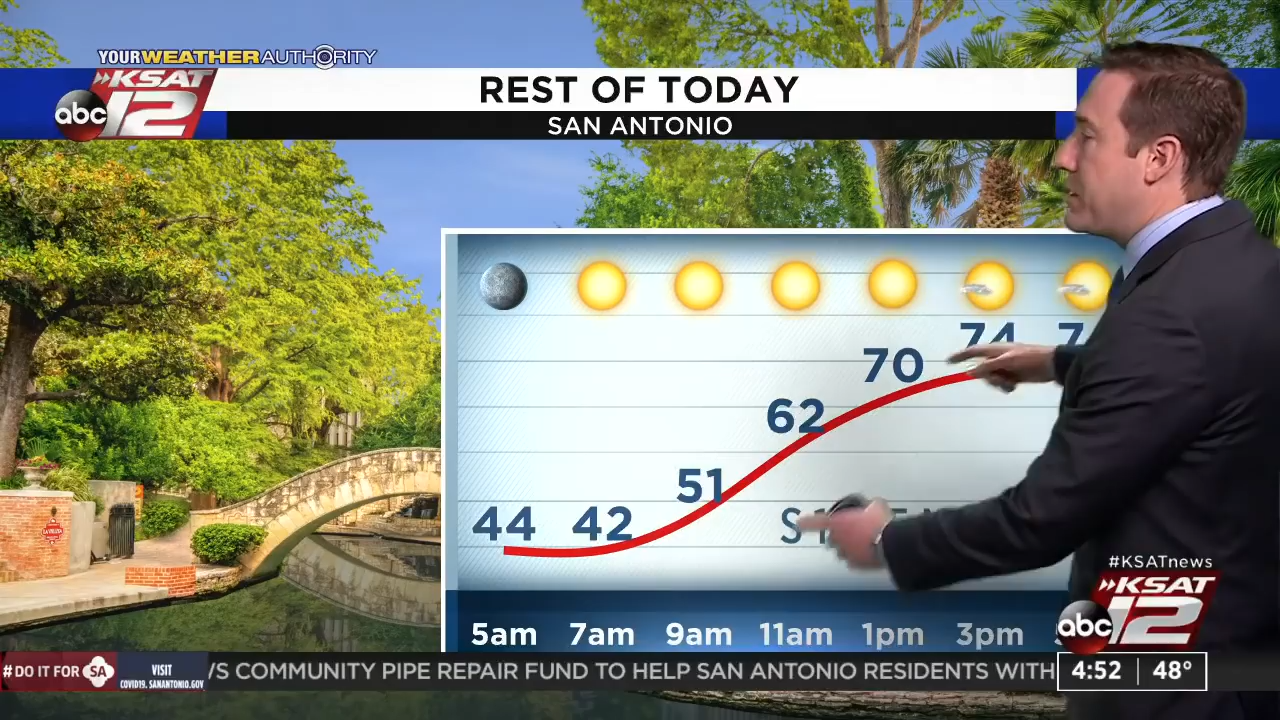 YOURWEATHERAUTHORITY
KSAT
abc 12
REST OF TODAY
SAN ANTONIO
74
70
62
51
44 42
5am 7am 9am 11am 1pm 3pm
#KSATnews
KSAT
abc 12
#DO IT FOR SA
VISIT
COVID19.SANANTONIO.GOV
COMMUNITY PIPE REPAIR FUND TO HELP SAN ANTONIO RESIDENTS WITH
4:52 48°